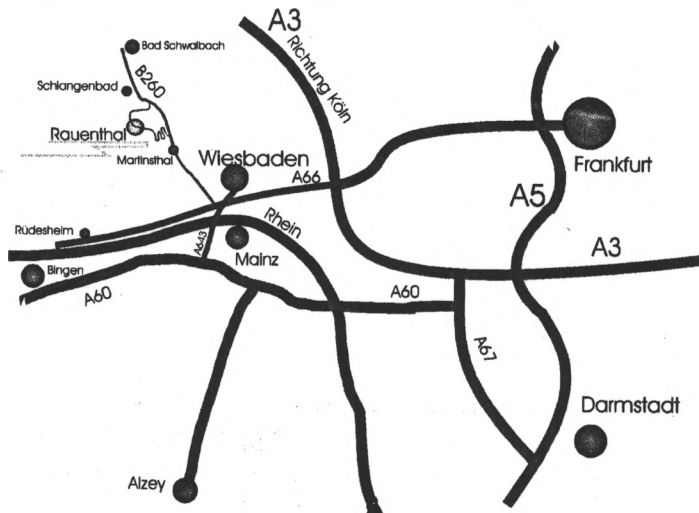 A3
Bad Schwalbach
B260
Richtung Köln
Schlangenbad
Rauenthal
Martinsthal
Wiesbaden
Frankfurt
A66
A5
Rüdesheim
Rhein
A643
Mainz
A3
Bingen
A60
A60
A67
Darmstadt
Alzey